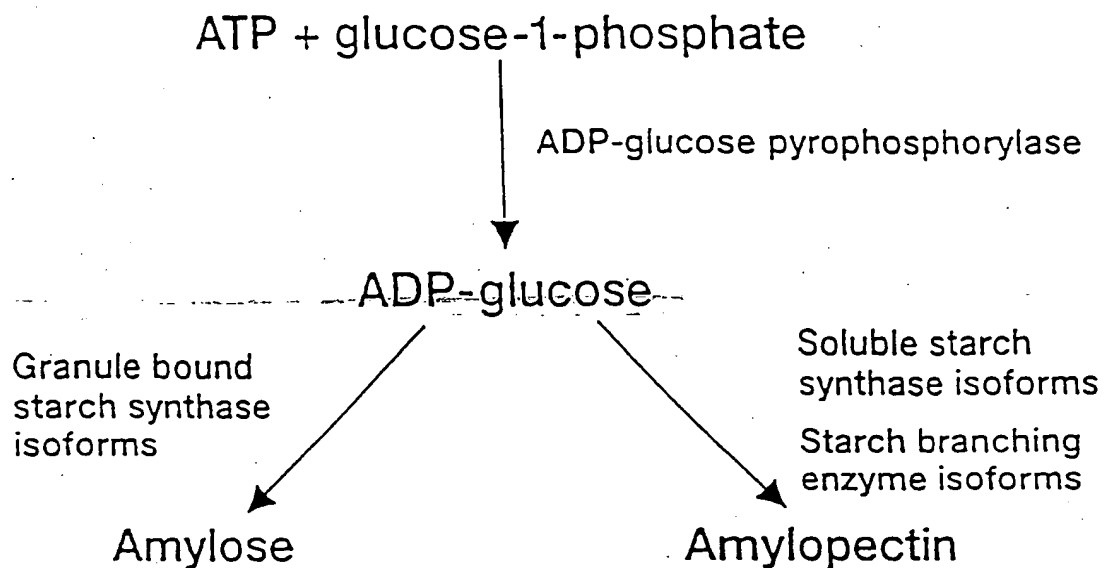 ATP + glucose-1-phosphate
ADP-glucose pyrophosphorylase
ADP-glucose
Granule bound
starch synthase
isoforms
Soluble starch
synthase isoforms
Starch branching
enzyme isoforms
Amylose
Amylopectin